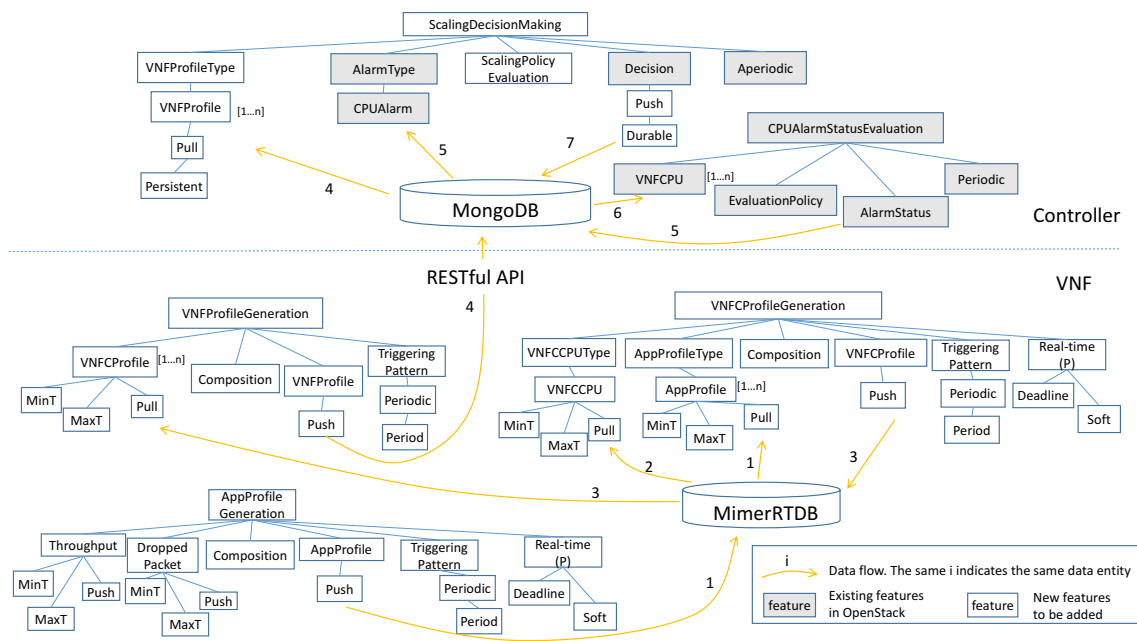 ScalingDecisionMaking
VNFProfileType
AlarmType
ScalingPolicy
Evaluation
Decision
Aperiodic
VNFProfile
[1…n]
CPUAlarm
Push
Pull
Durable
Persistent
CPUAlarmStatusEvaluation
VNFCPU
[1…n]
EvaluationPolicy
AlarmStatus
Periodic
4
5
7
6
5
MongoDB
Controller
RESTful API
4
VNF
VNFProfileGeneration
VNFCProfile
[1…n]
Composition
VNFProfile
Triggering
Pattern
MinT
MaxT
Pull
Push
Periodic
Period
VNFCProfileGeneration
VNFCCPUType
AppProfileType
Composition
VNFCProfile
Triggering
Pattern
Real-time
(P)
VNFCCPU
AppProfile
[1…n]
Push
Periodic
Deadline
MinT
MaxT
Pull
MinT
MaxT
Pull
Period
Soft
2
1
3
3
MimerRTDB
AppProfile
Generation
Throughput
Dropped
Packet
Composition
AppProfile
Triggering
Pattern
Real-time
(P)
MinT
MaxT
Push
MinT
MaxT
Push
Push
Periodic
Period
Deadline
Soft
1
i
Data flow. The same i indicates the same data entity
feature
Existing features
in OpenStack
feature
New features
to be added